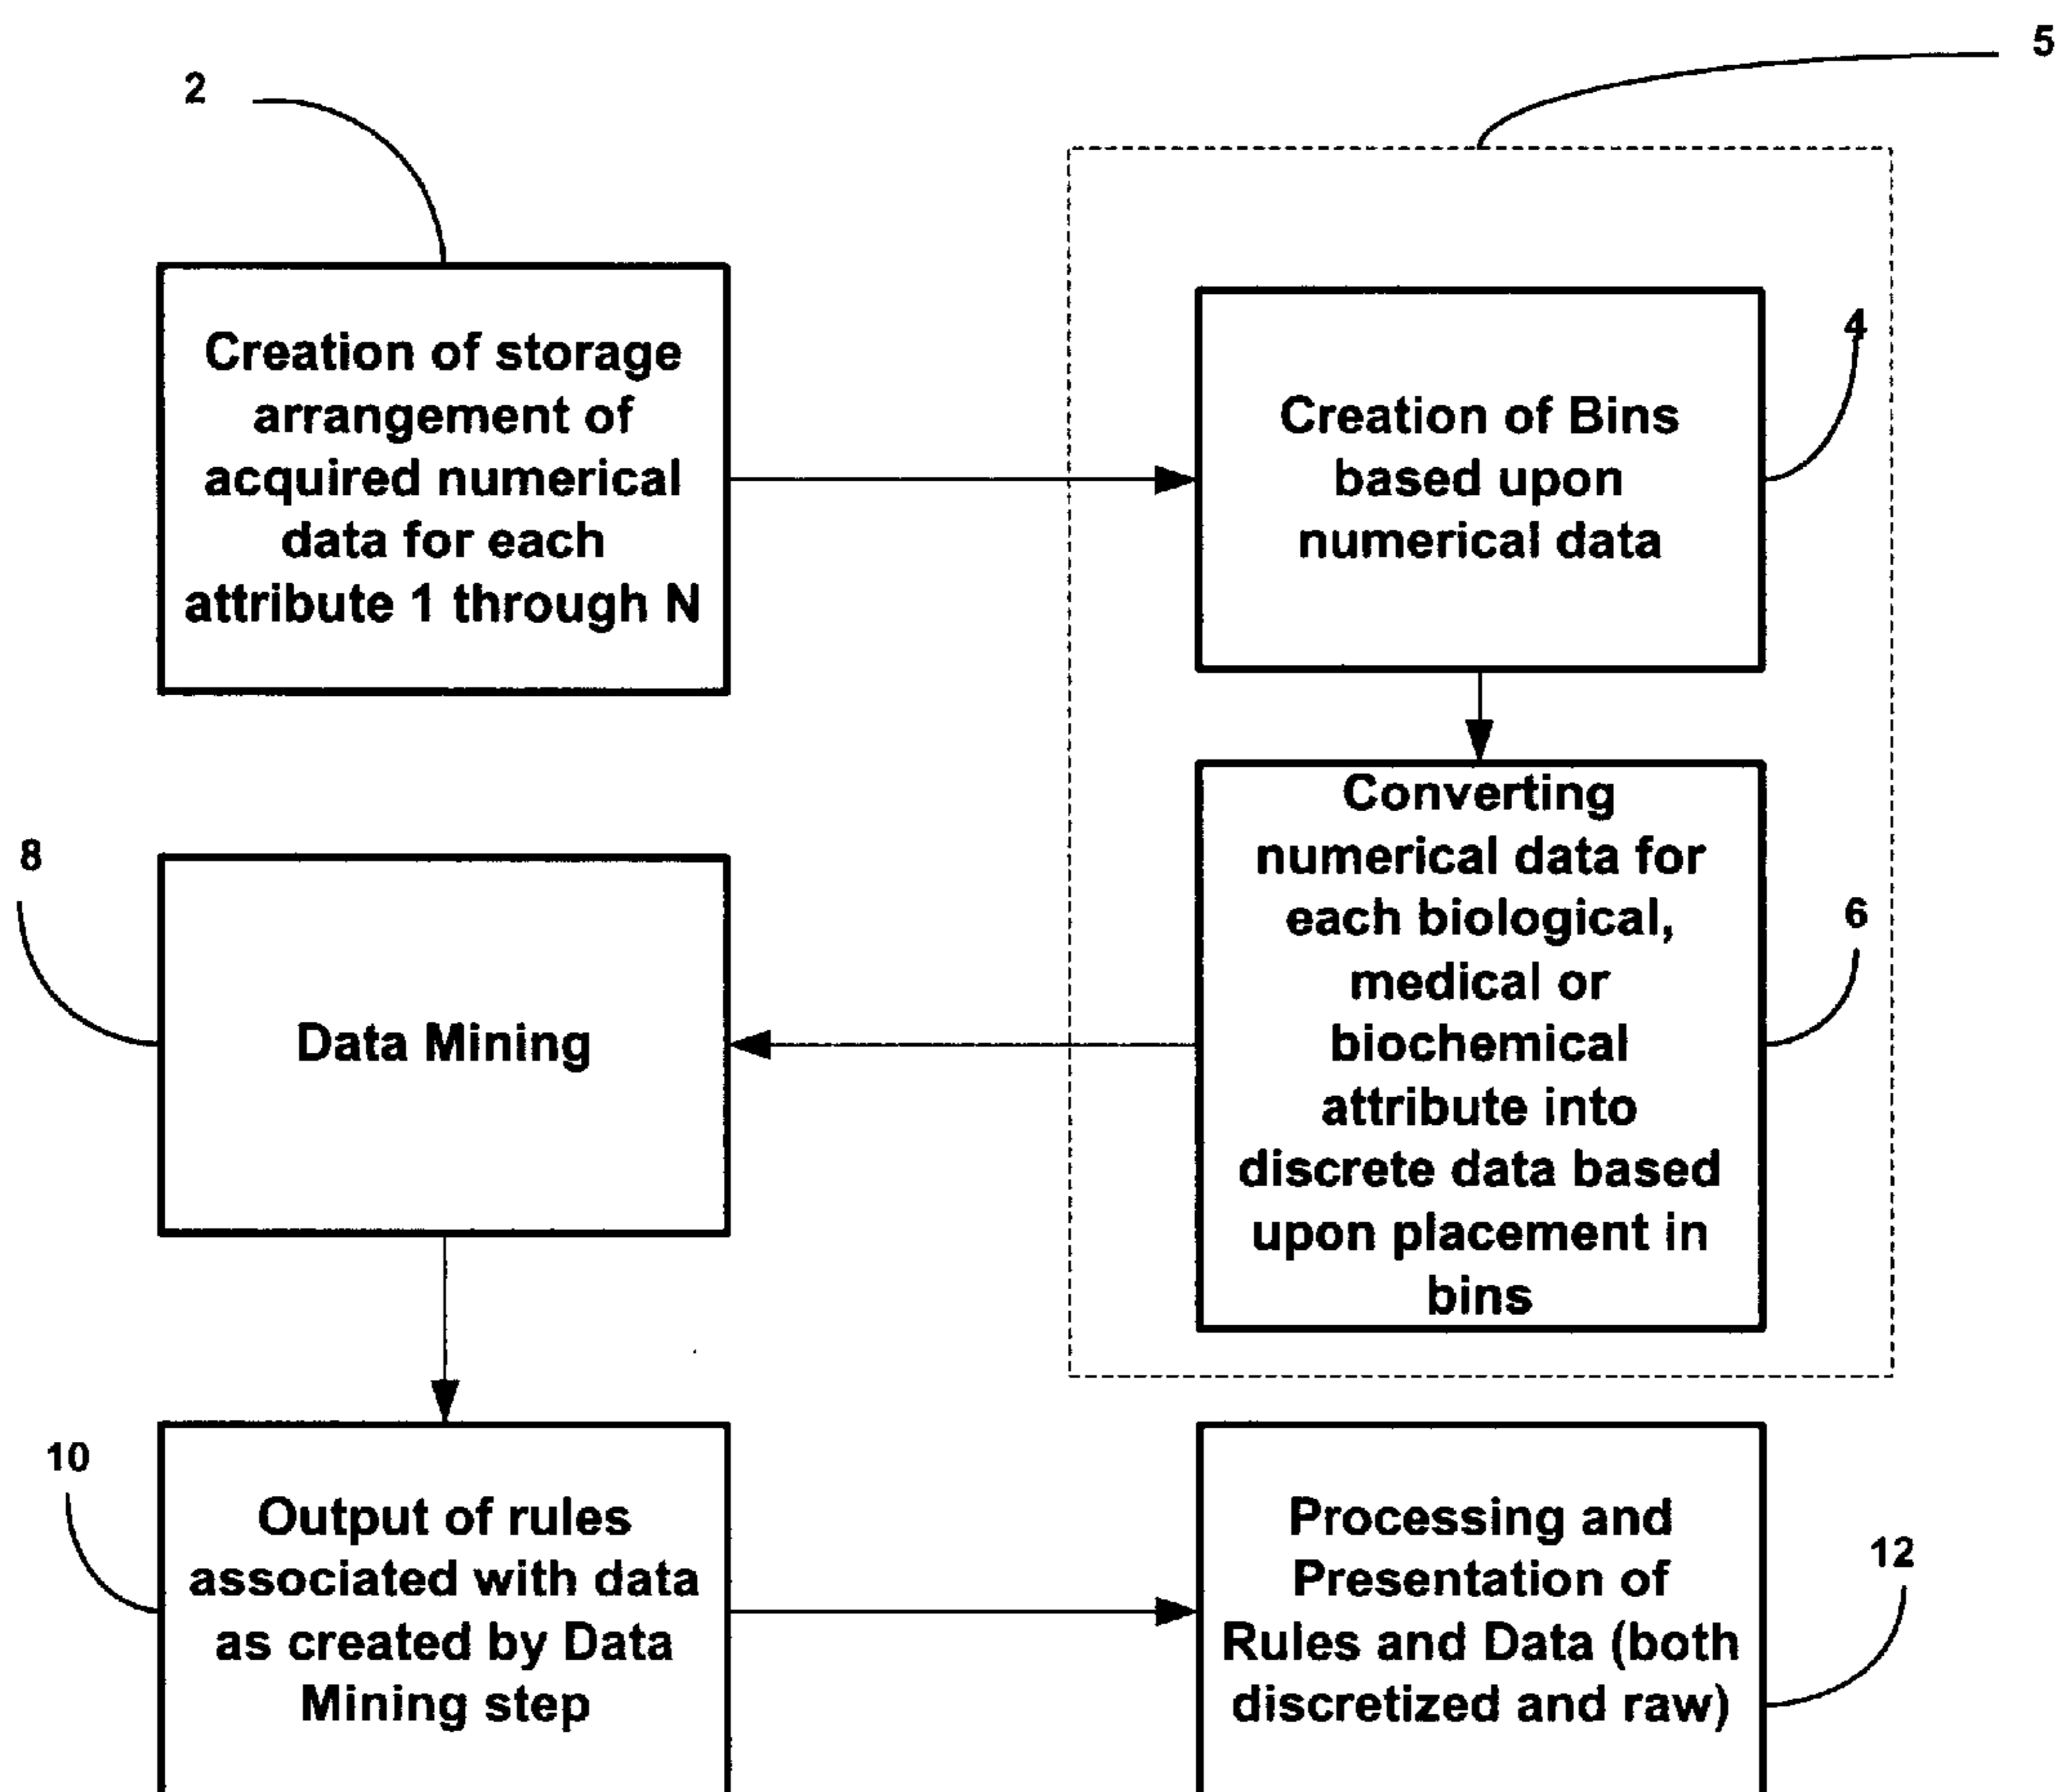 5
2
Creation of storage
arrangement of
acquired numerical
data for each
attribute 1 through N
4
Creation of Bins
based upon
numerical data
6
Converting
numerical data for
each biological,
medical or
biochemical
attribute into
discrete data based
upon placement in
bins
8
Data Mining
10
Output of rules
associated with data
as created by Data
Mining step
12
Processing and
Presentation of
Rules and Data (both
discretized and raw)